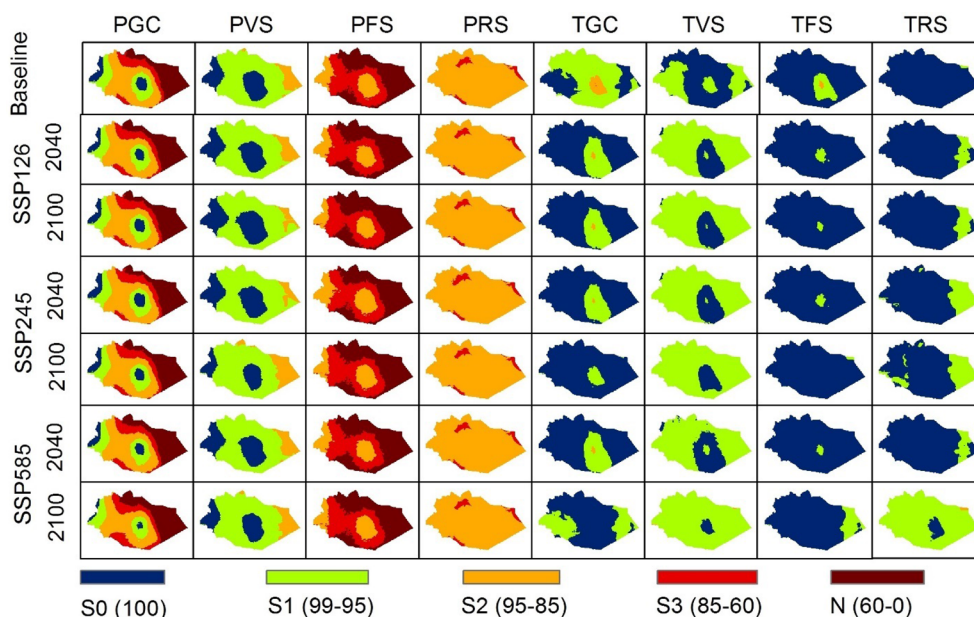 PGC PVS PFS PRS TGC TVS TFS TRS
Baseline
SSP126
2040
2100
SSP245
2040
2100
SSP585
2040
2100
S0 (100) S1 (99-95) S2 (95-85) S3 (85-60) N (60-0)